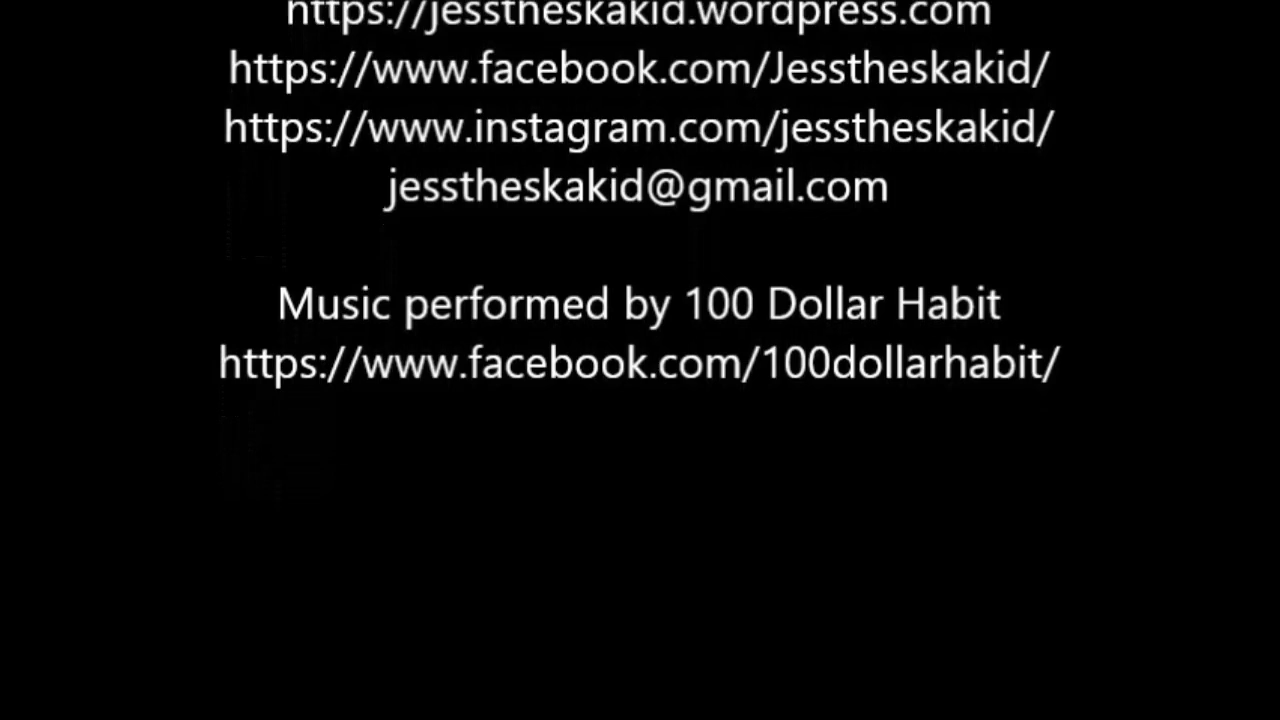 https://jesstheskakid.wordpress.com
https://www.facebook.com/Jesstheskakid/
https://www.instagram.com/jesstheskakid/
jesstheskakid@gmail.com
Music performed by 100 Dollar Habit
https://www.facebook.com/100dollarhabit/